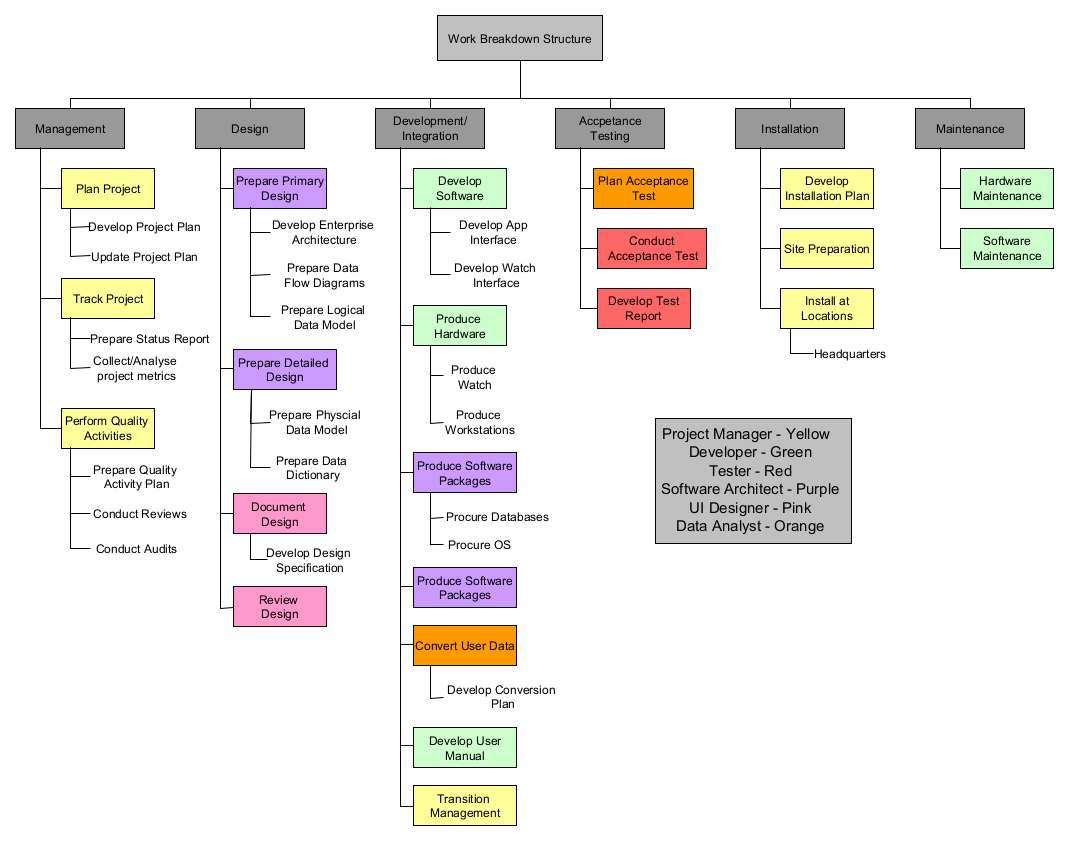 Work Breakdown Structure
Management
Plan Project
Develop Project Plan
Update Project Plan
Track Project
Prepare Status Report
Collect/Analyse
project metrics
Perform Quality
Activities
Prepare Quality
Activity Plan
Conduct Reviews
Conduct Audits
Design
Prepare Primary
Design
Develop Enterprise
Architecture
Prepare Data
Flow Diagrams
Prepare Logical
Data Model
Prepare Detailed
Design
Prepare Physcial
Data Model
Prepare Data
Dictionary
Document
Design
Develop Design
Specification
Review
Design
Development/
Integration
Develop
Software
Develop App
Interface
Develop Watch
Interface
Produce
Hardware
Produce
Watch
Produce
Workstations
Produce Software
Packages
Procure Databases
Procure OS
Produce Software
Packages
Convert User Data
Develop Conversion
Plan
Develop User
Manual
Transition
Management
Accpetance
Testing
Plan Acceptance
Test
Conduct
Acceptance Test
Develop Test
Report
Installation
Develop
Installation Plan
Site Preparation
Install at
Locations
Headquarters
Maintenance
Hardware
Maintenance
Software
Maintenance
Project Manager - Yellow
Developer - Green
Tester - Red
Software Architect - Purple
UI Designer - Pink
Data Analyst - Orange